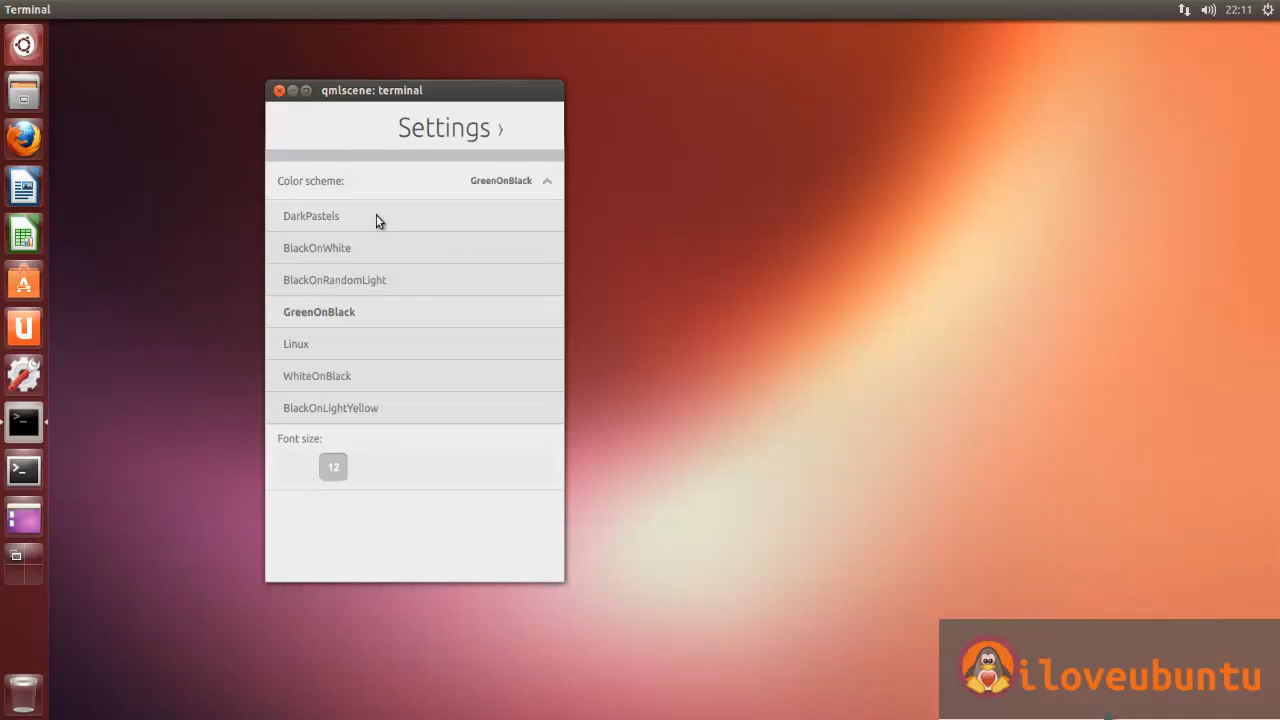 Terminal
22:11
qmlscene: terminal
Settings ›
Color scheme: GreenOnBlack
DarkPastels
BlackOnWhite
BlackOnRandomLight
GreenOnBlack
Linux
WhiteOnBlack
BlackOnLightYellow
Font size:
12
iloveubuntu